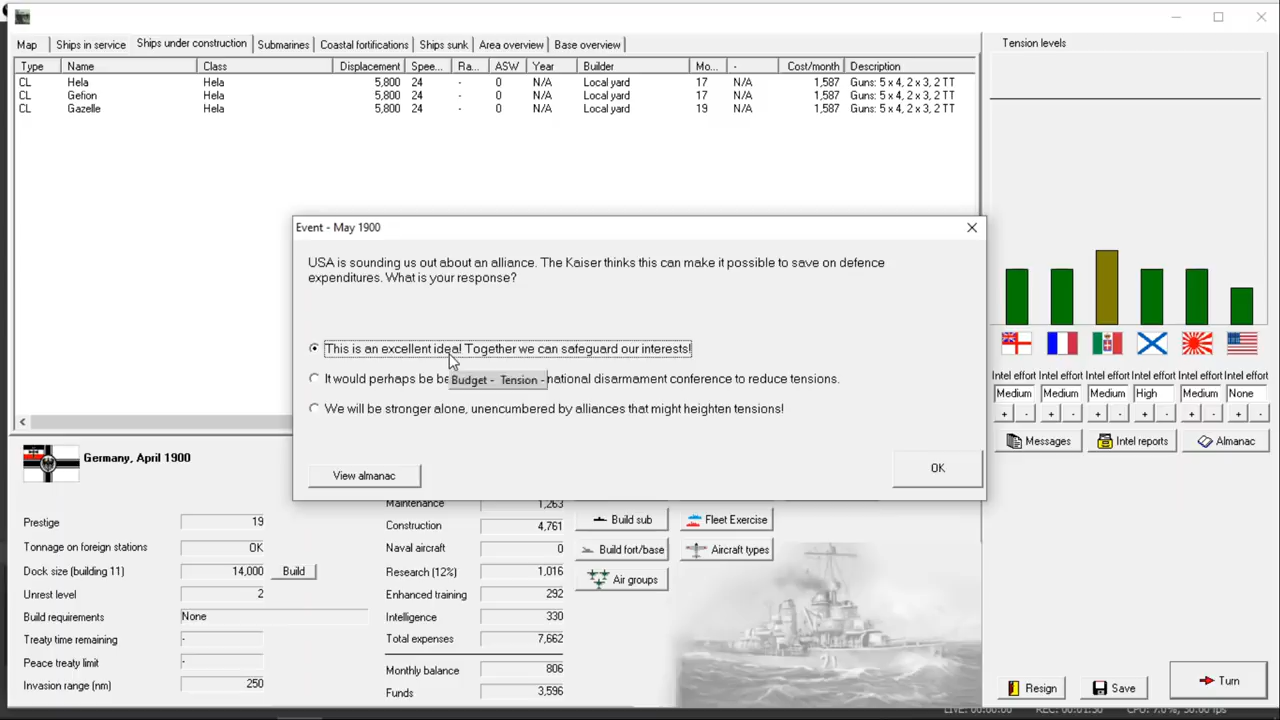 Map Ships in service Ships under construction Submarines Coastal fortifications Ships sunk Area overview Base overview
Type Name Class Displacement Spee... Ra... ASW Year Builder Mo... - Cost/month Description
CL Hela Hela 5,800 24 - 0 N/A Local yard 17 N/A 1,587 Guns: 5 x 4, 2 x 3, 2 TT
CL Gefion Hela 5,800 24 - 0 N/A Local yard 17 N/A 1,587 Guns: 5 x 4, 2 x 3, 2 TT
CL Gazelle Hela 5,800 24 - 0 N/A Local yard 19 N/A 1,587 Guns: 5 x 4, 2 x 3, 2 TT
Tension levels
Event - May 1900
USA is sounding us out about an alliance. The Kaiser thinks this can make it possible to save on defence
expenditures. What is your response?
This is an excellent idea! Together we can safeguard our interests!
It would perhaps be be
Budget - Tension -
national disarmament conference to reduce tensions.
We will be stronger alone, unencumbered by alliances that might heighten tensions!
View almanac
OK
Intel effort Intel effort Intel effort Intel effort Intel effort Intel effort
Medium Medium Medium High Medium None
+ - + - + - + - + - + -
Messages Intel reports Almanac
Germany, April 1900
Prestige 19
Tonnage on foreign stations OK
Dock size (building 11) 14,000 Build
Unrest level 2
Build requirements None
Treaty time remaining -
Peace treaty limit -
Invasion range (nm) 250
Maintenance 1,263
Construction 4,761
Naval aircraft 0
Research (12%) 1,016
Enhanced training 292
Intelligence 330
Total expenses 7,662
Monthly balance 806
Funds 3,596
Build sub Fleet Exercise
Build fort/base Aircraft types
Air groups
Resign Save Turn